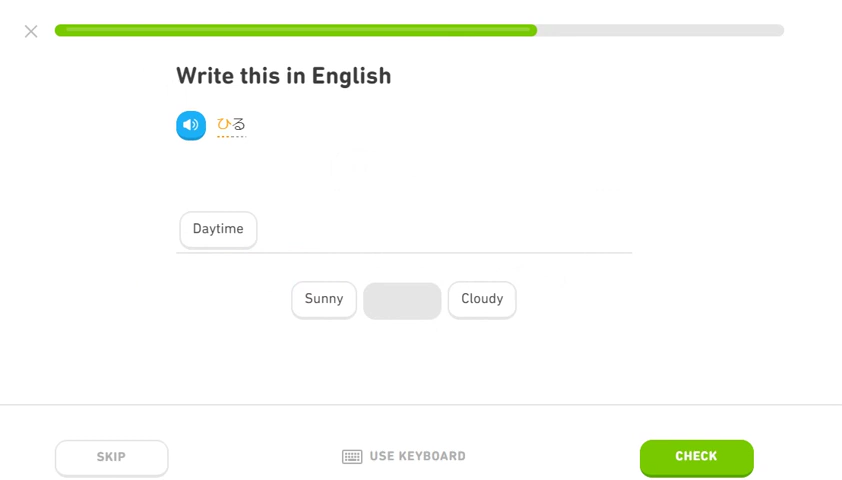 Write this in English
ひる
Daytime
Sunny
Cloudy
SKIP
USE KEYBOARD
CHECK